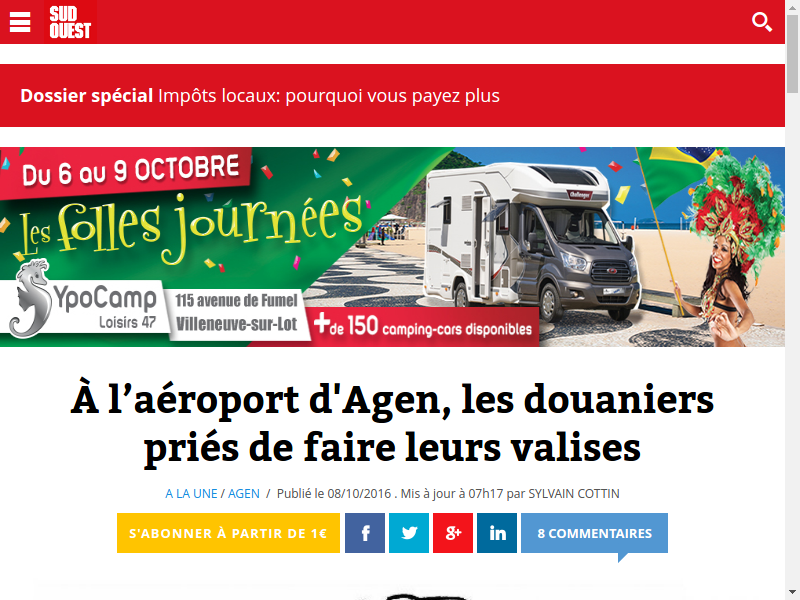 SUD
OUEST
Dossier spécial Impôts locaux: pourquoi vous payez plus
Du 6 au 9 OCTOBRE
les folles journées
YpoCamp
Loisirs 47
115 avenue de Fumel
Villeneuve-sur-Lot
+ de 150 camping-cars disponibles
Challenger
À l’aéroport d'Agen, les douaniers
priés de faire leurs valises
A LA UNE / AGEN / Publié le 08/10/2016 . Mis à jour à 07h17 par SYLVAIN COTTIN
S'ABONNER À PARTIR DE 1€
f
g+
in
8 COMMENTAIRES